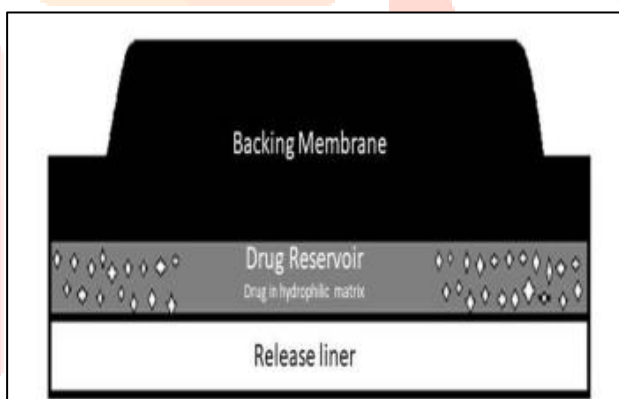 Backing Membrane
Drug Reservoir
Drug in hydrophilic matrix
Release liner